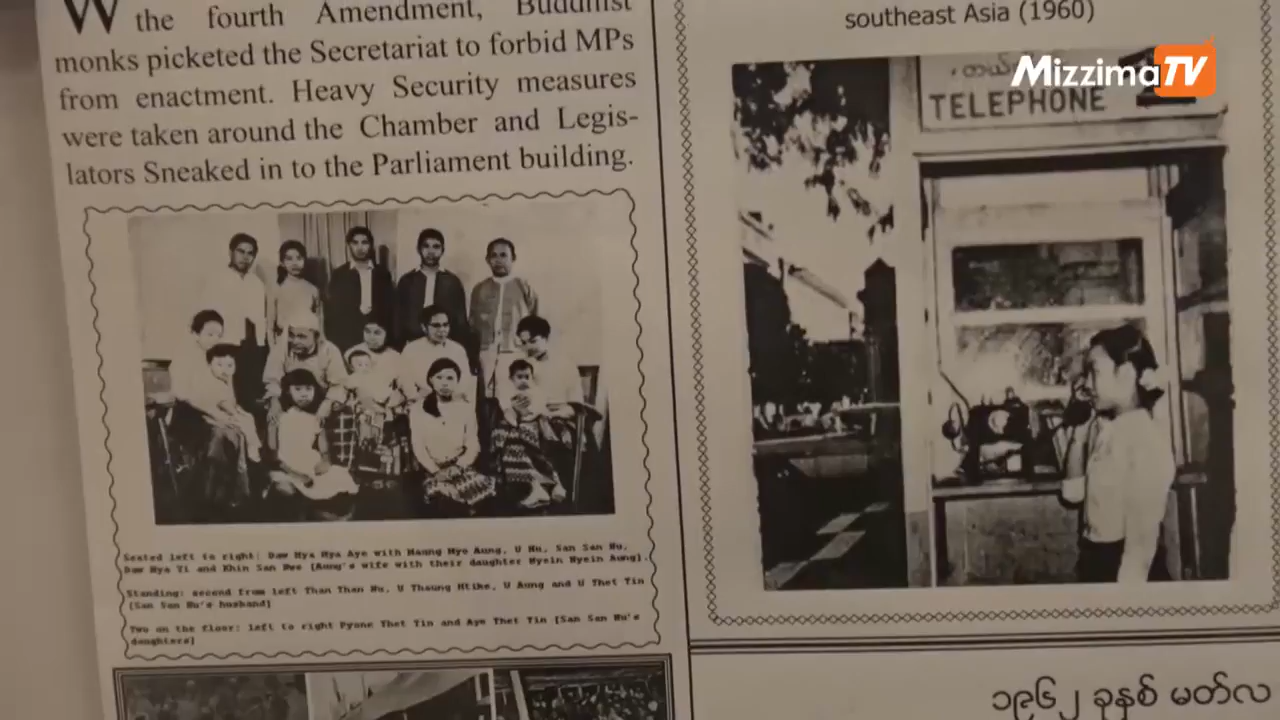 W the fourth Amendment, Buddhist
monks picketed the Secretariat to forbid MPs
from enactment. Heavy Security measures
were taken around the Chamber and Legis-
lators Sneaked in to the Parliament building.
Seated left to right: Daw Mya Mya Aye with Maung Myo Aung, U Nu, San San Nu,
Daw Mya Yi and Khin San Dwe (Aung's wife with their daughter Nyein Nyein Aung).
Standing: second from left Than Than Nu, U Thaung Htike, U Aung and U Thet Tin
(San San Nu's husband)
Two on the floor: left to right Pyone Thet Tin and Aye Thet Tin (San San Nu's
daughters)
southeast Asia (1960)
MizzimaTV
TELEPHONE
၁၉၆၂ ခုနှစ် မတ်လ